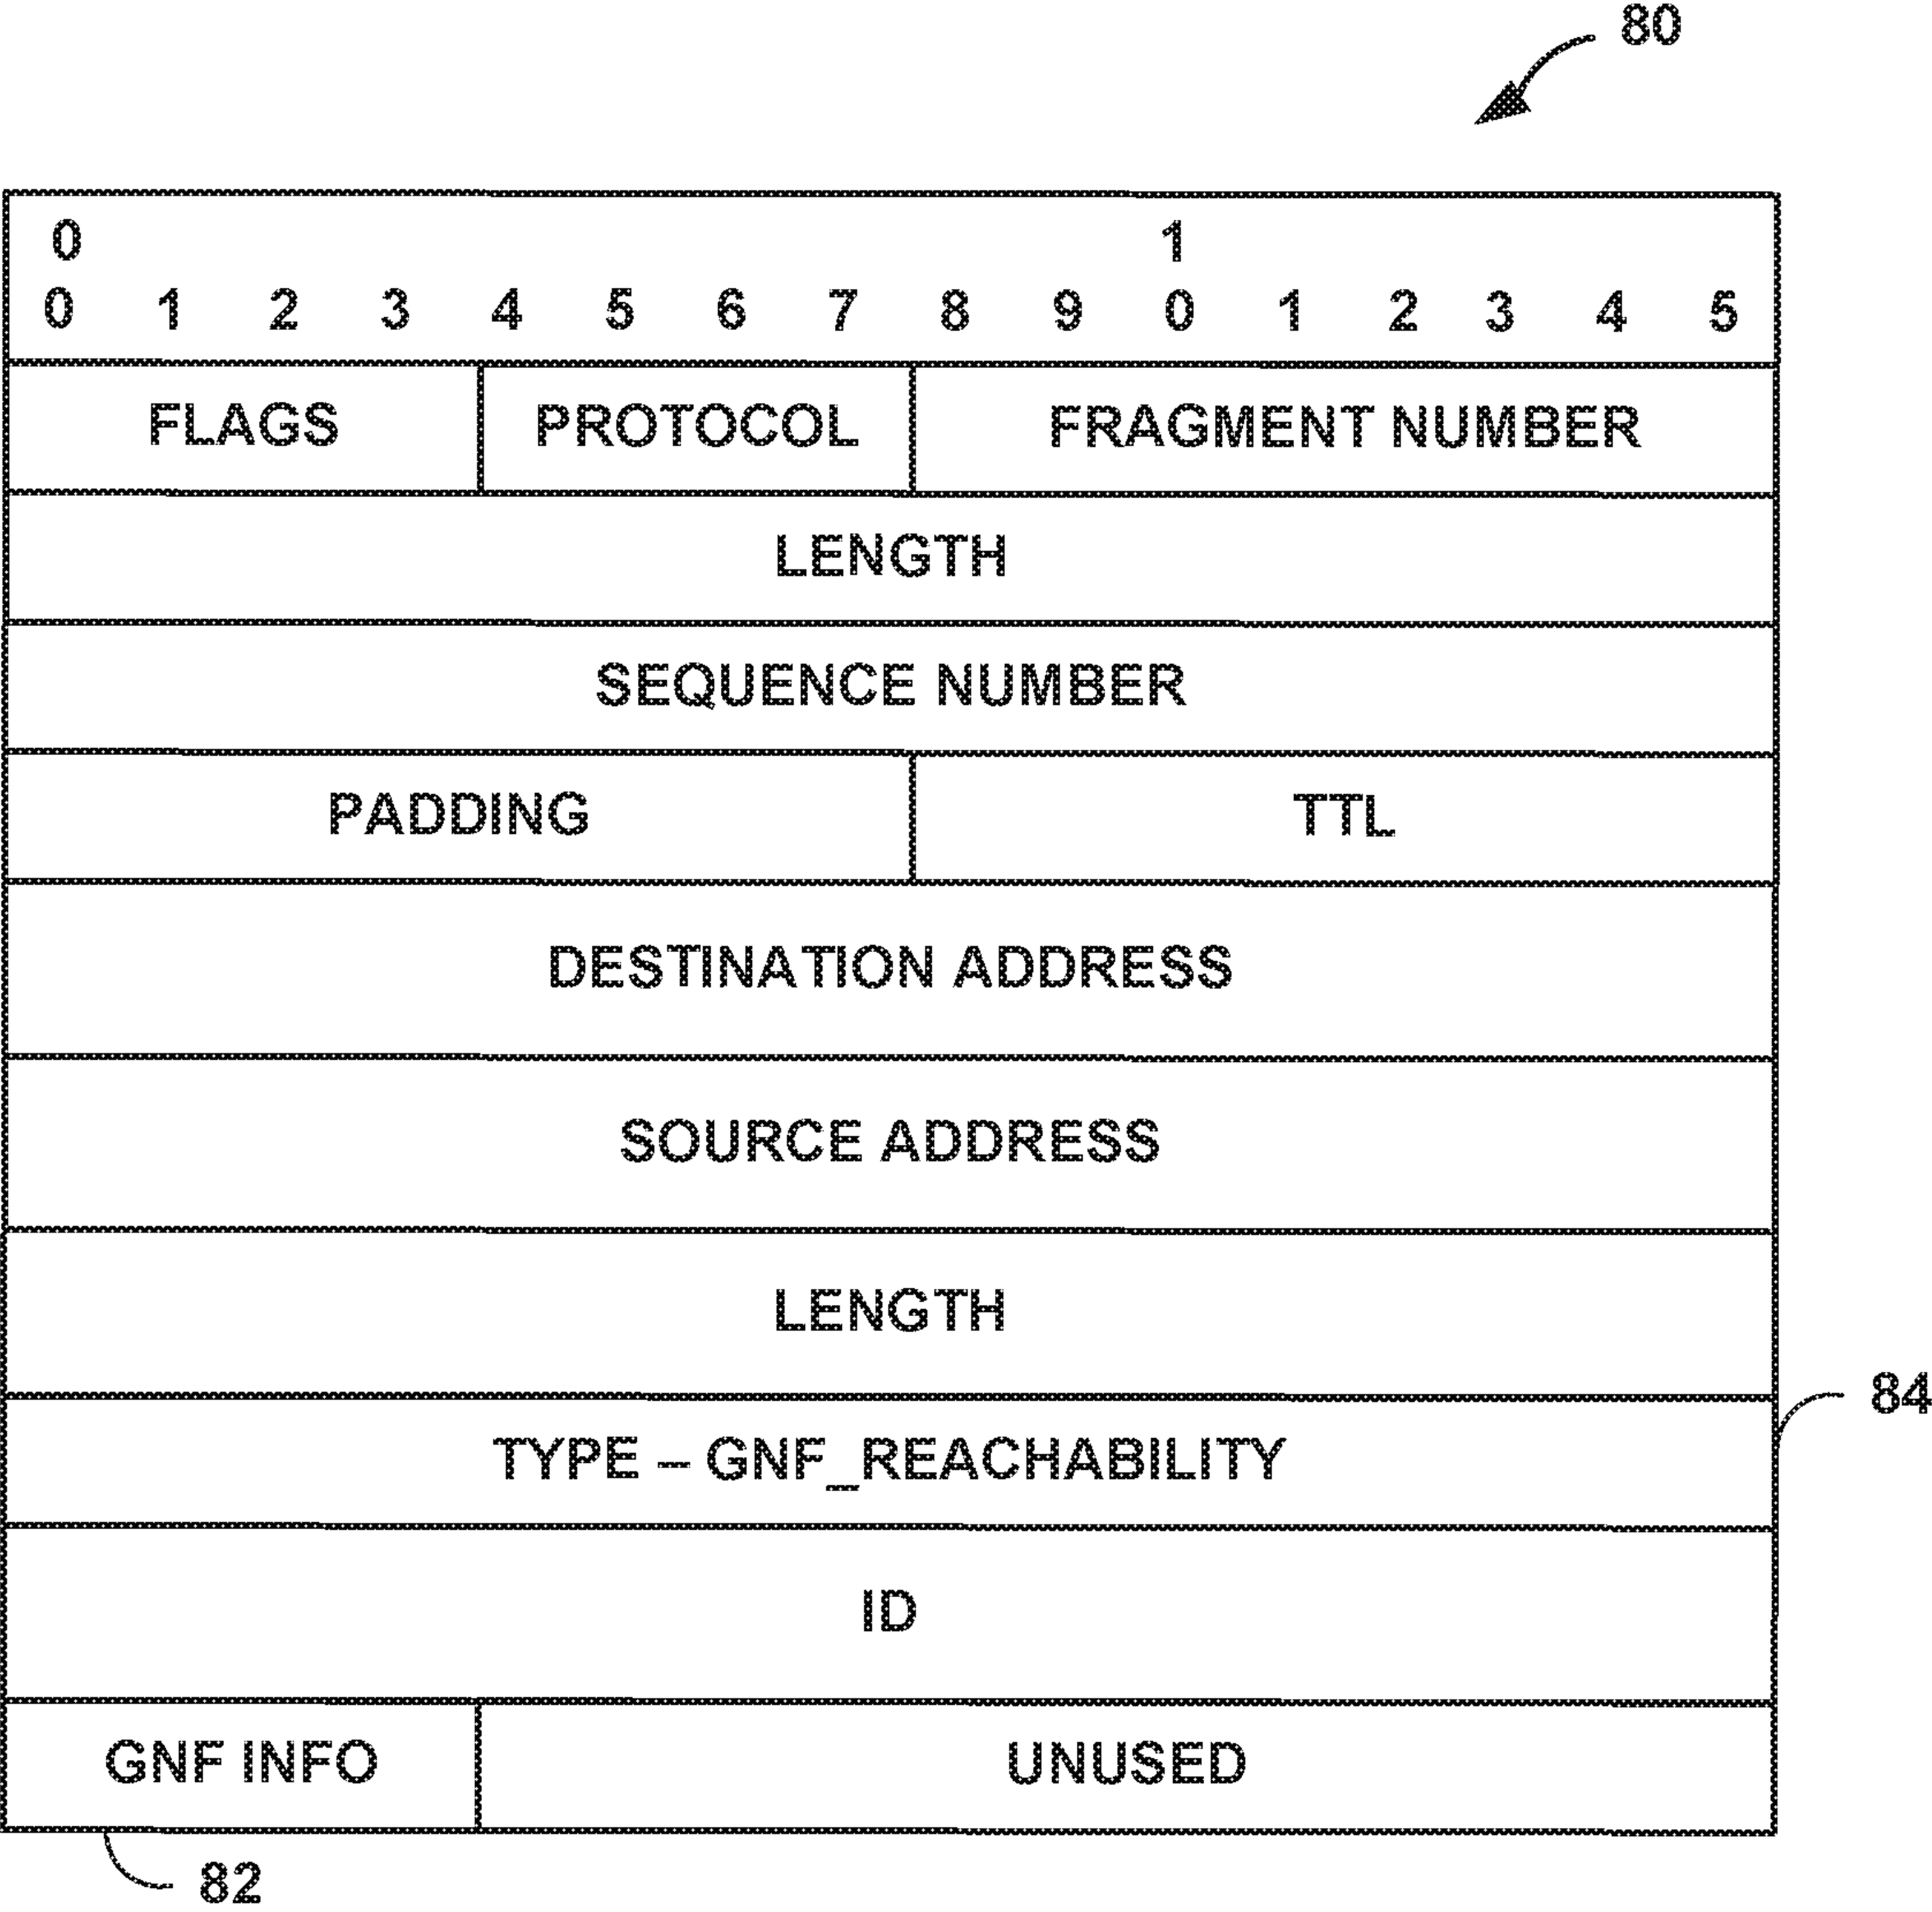 80
0 1
0 1 2 3 4 5 6 7 8 9 0 1 2 3 4 5
FLAGS PROTOCOL FRAGMENT NUMBER
LENGTH
SEQUENCE NUMBER
PADDING TTL
DESTINATION ADDRESS
SOURCE ADDRESS
LENGTH
84
TYPE – GNF_REACHABILITY
ID
GNF INFO UNUSED
82